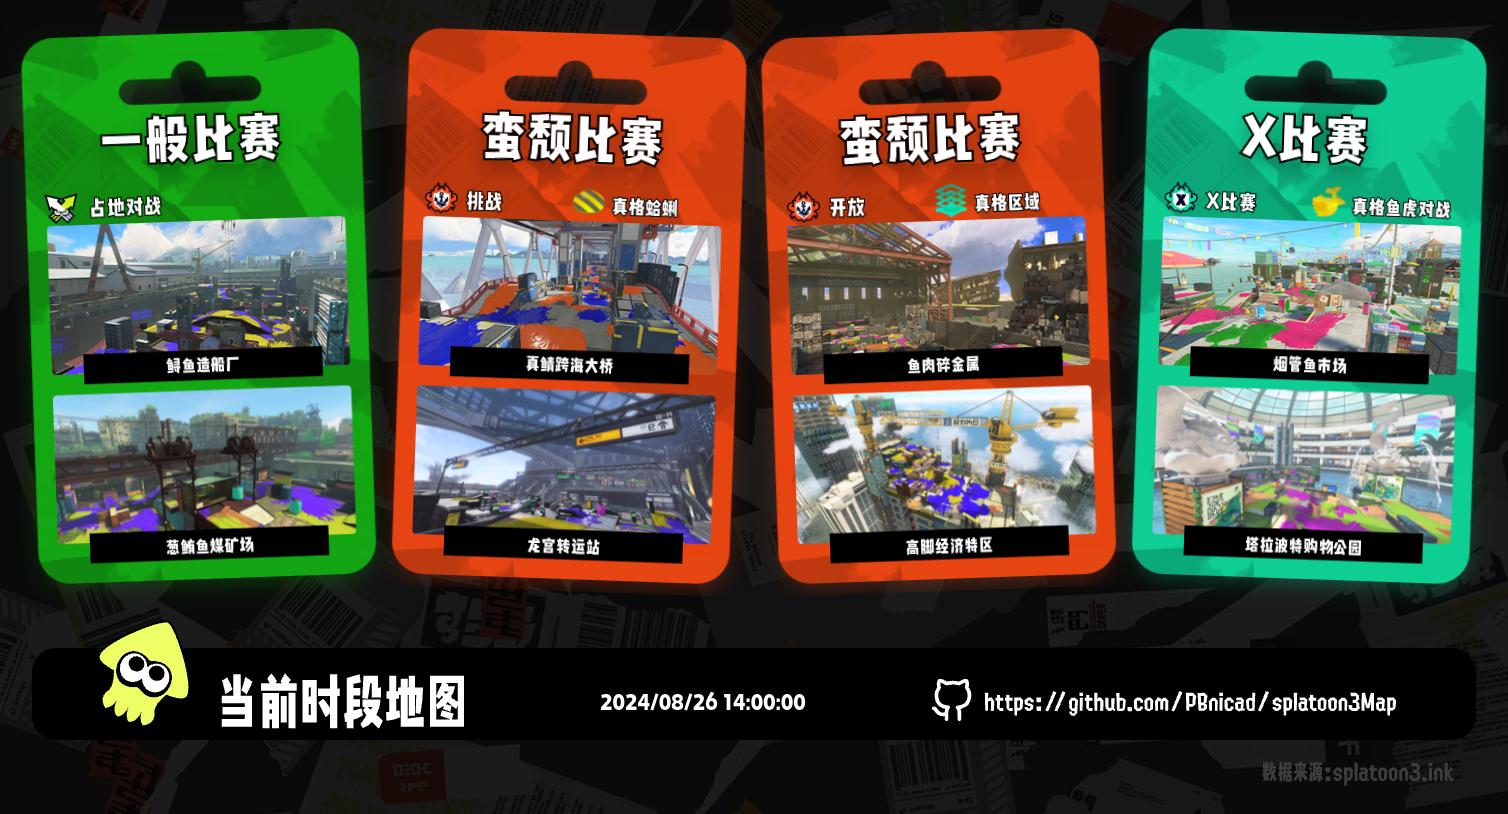 一般比赛
占地对战
鲟鱼造船厂
葱鲔鱼煤矿场
蛮颓比赛
挑战
真格蛤蜊
真鲭跨海大桥
龙宫转运站
蛮颓比赛
开放
真格区域
鱼肉碎金属
高脚经济特区
X比赛
X比赛
真格鱼虎对战
烟管鱼市场
塔拉波特购物公园
当前时段地图
2024/08/26 14:00:00
https://github.com/PBnicad/splatoon3Map
数据来源:splatoon3.ink